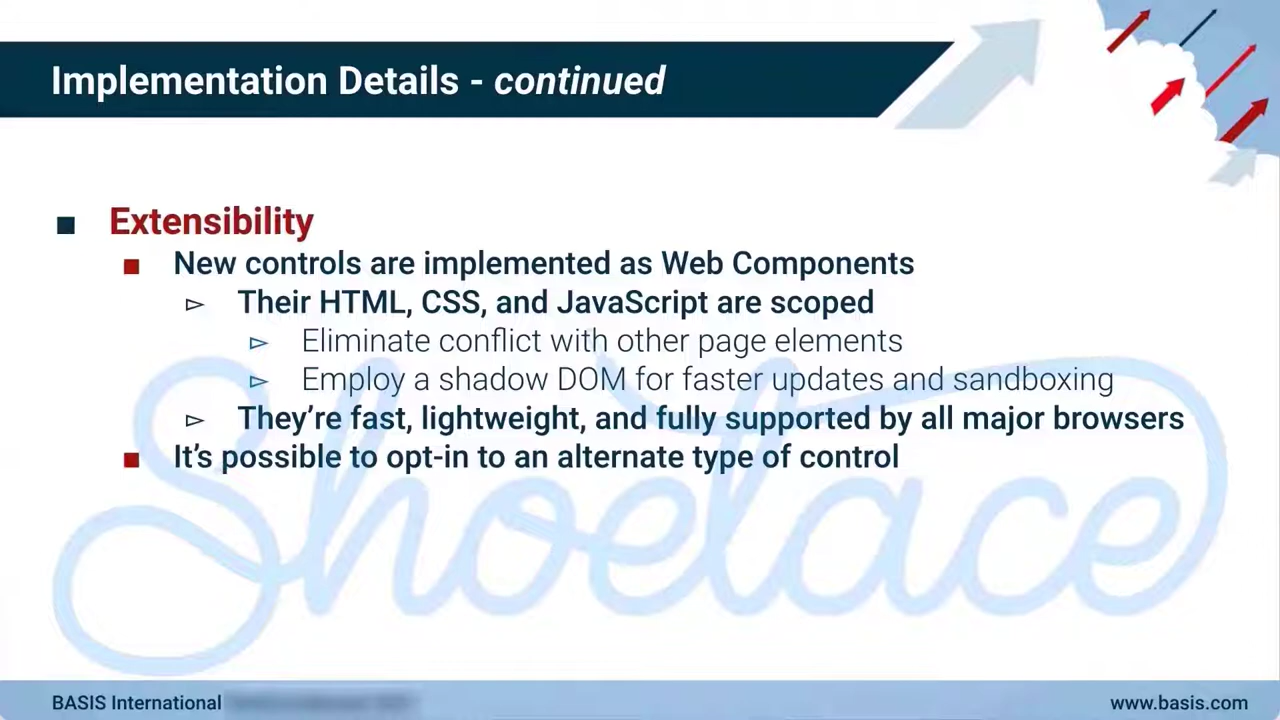 Implementation Details - continued
Extensibility
New controls are implemented as Web Components
Their HTML, CSS, and JavaScript are scoped
Eliminate conflict with other page elements
Employ a shadow DOM for faster updates and sandboxing
They’re fast, lightweight, and fully supported by all major browsers
It’s possible to opt-in to an alternate type of control
Shoelace
BASIS International
www.basis.com